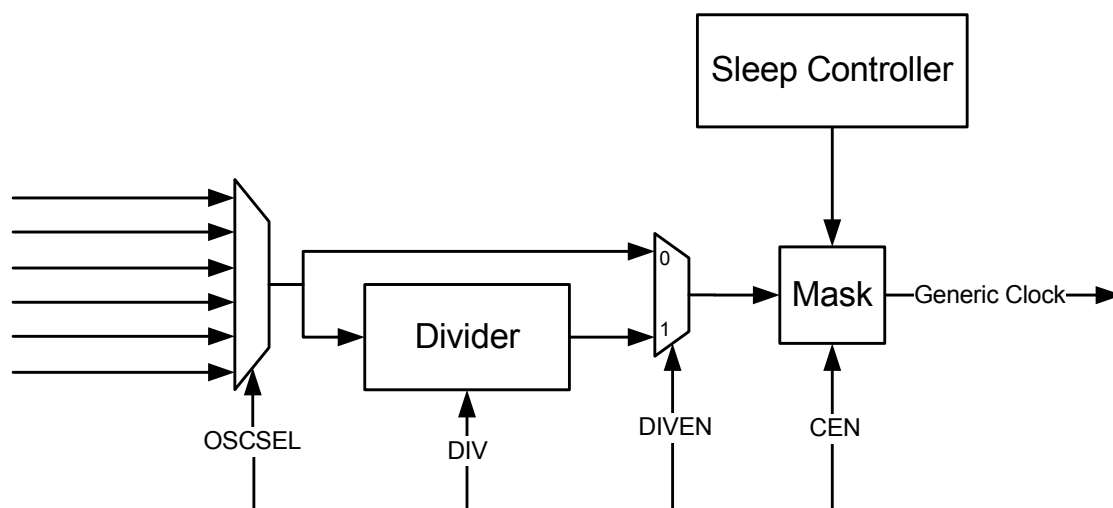 Sleep Controller
0
Mask
Generic Clock
Divider
1
OSCSEL
DIV
DIVEN
CEN